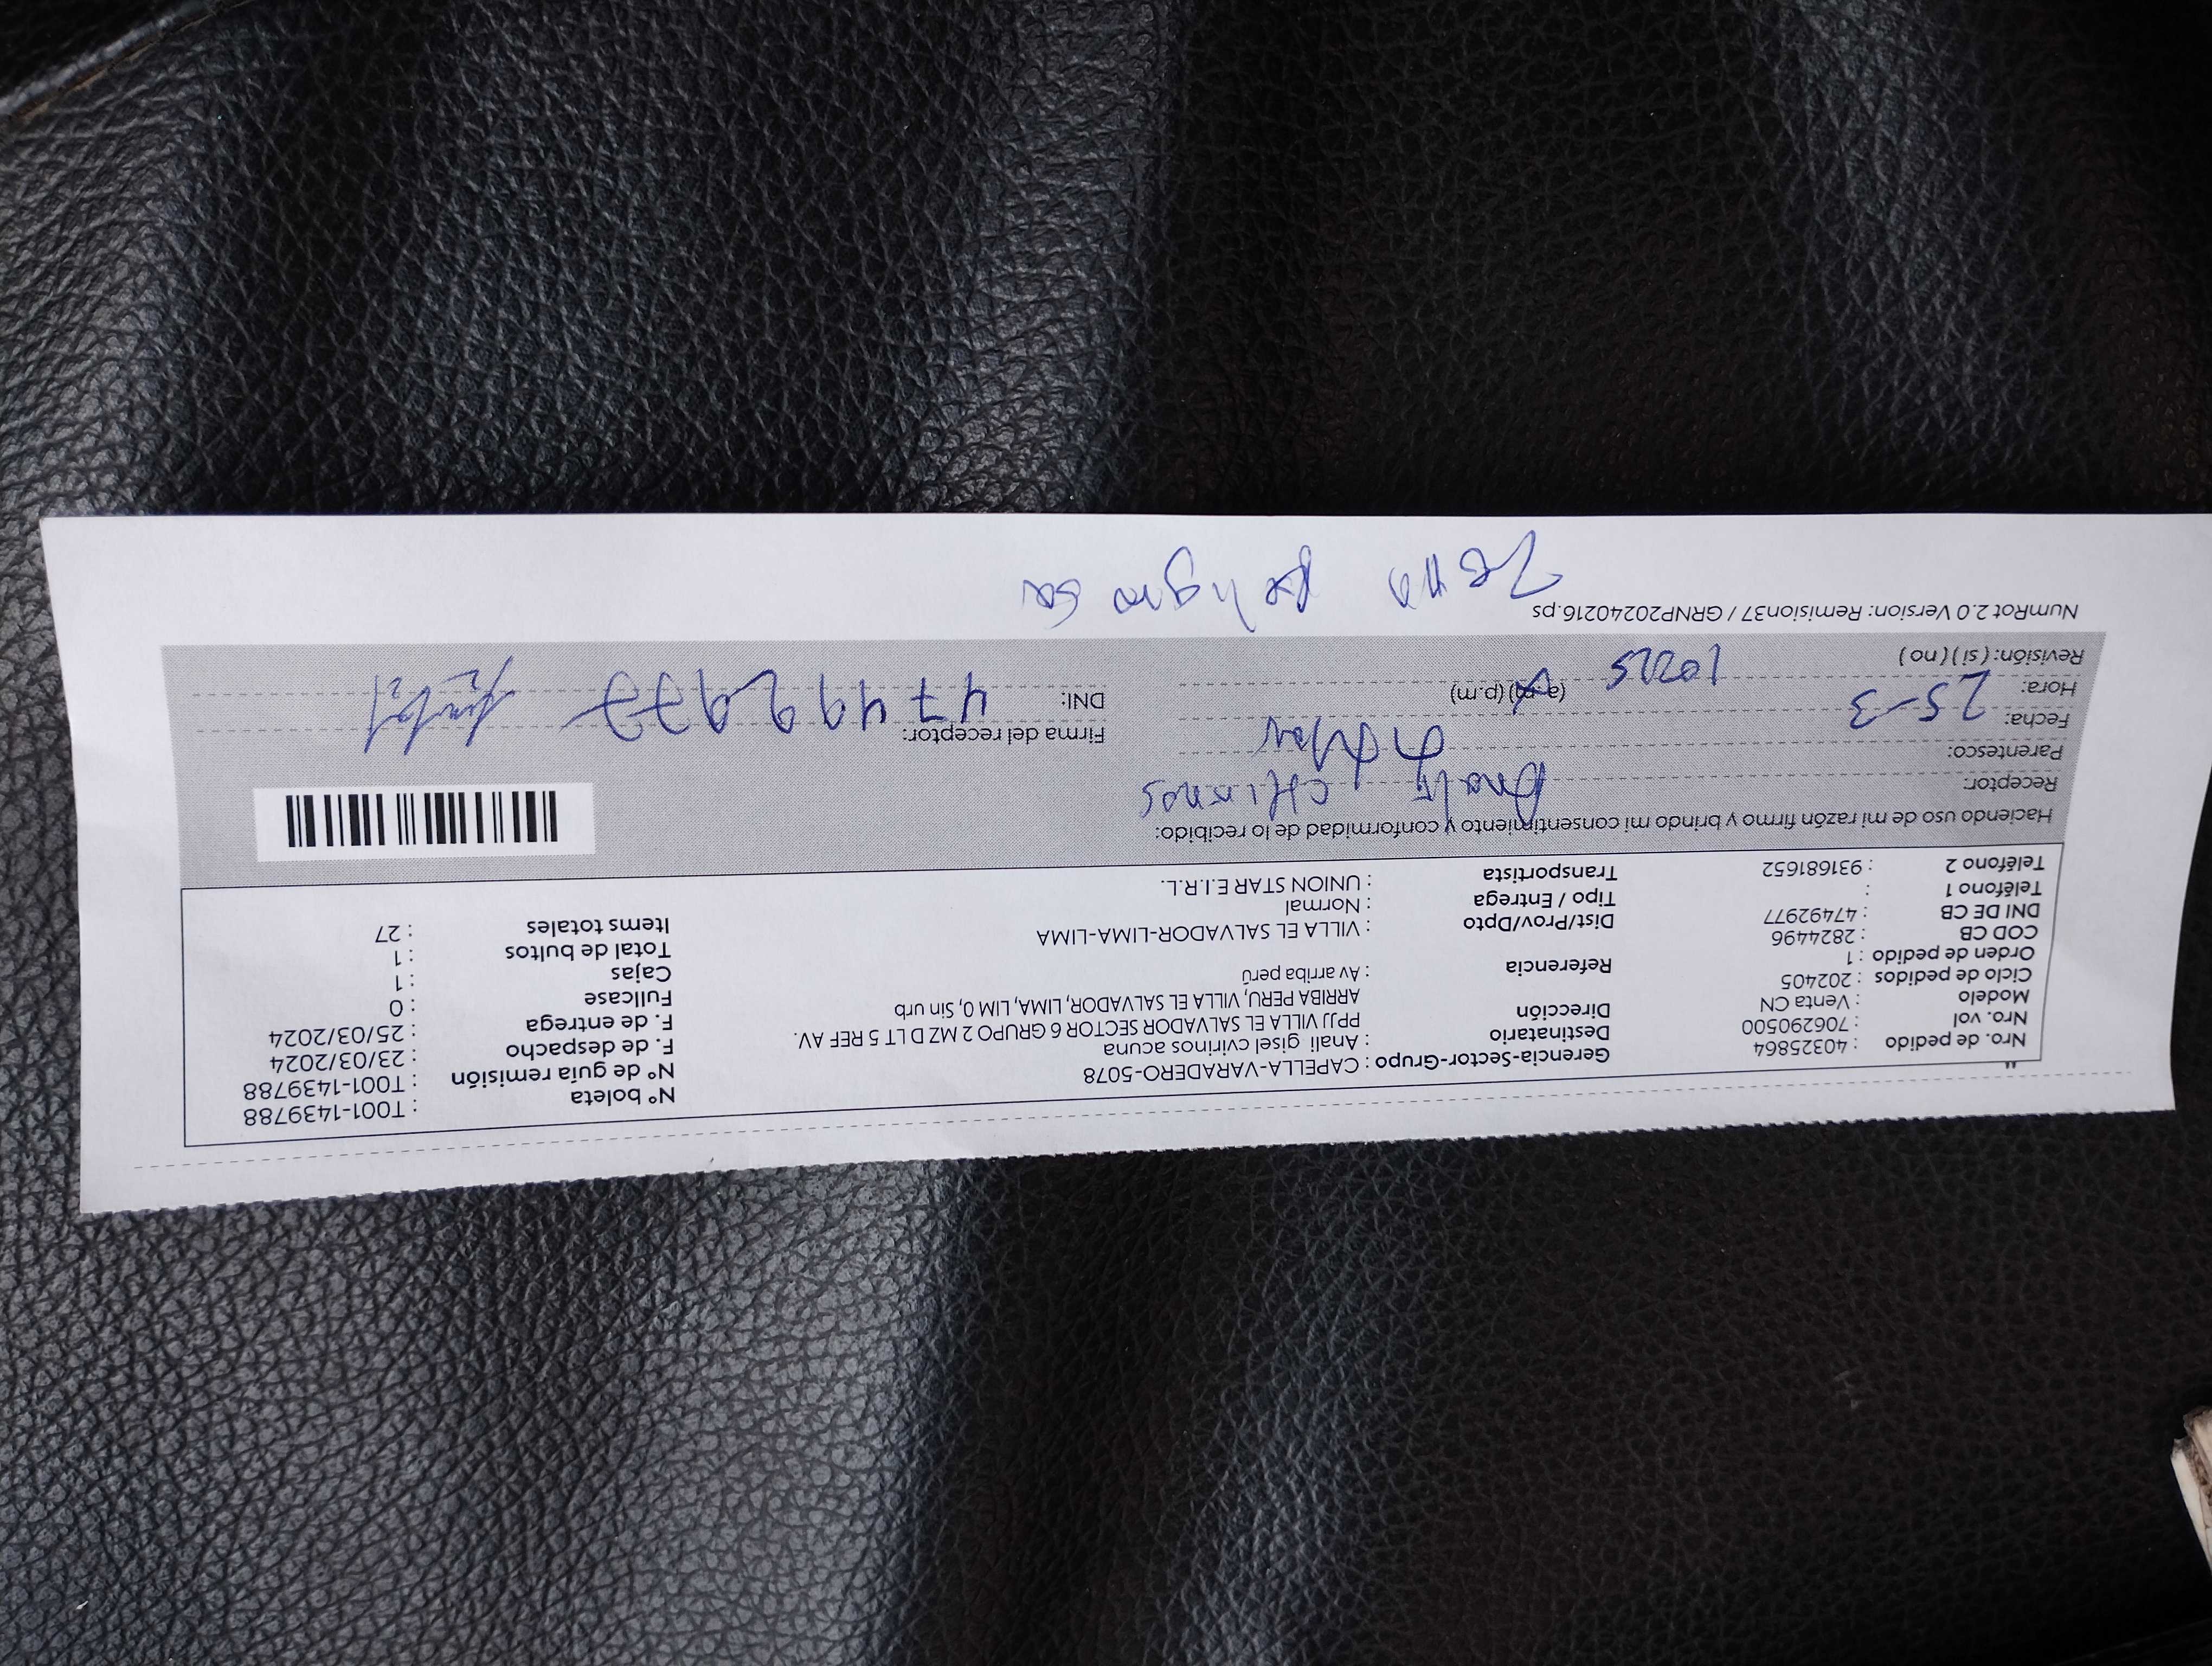 Nro. de pedido : 40325864 Gerencia-Sector-Grupo : CAPELLA-VARADERO-5078 N° boleta : T001-1439788
Nro. vol : 706290500 Destinatario : Anali gisel cvirinos acuna N° de guía remisión : T001-1439788
Modelo : Venta CN Dirección PPJJ VILLA EL SALVADOR SECTOR 6 GRUPO 2 MZ D LT 5 REF AV. F. de despacho : 23/03/2024
Ciclo de pedidos : 202405 ARRIBA PERU, VILLA EL SALVADOR, LIMA, LIMA, LIM 0, Sin urb F. de entrega : 25/03/2024
Orden de pedido : 1 Referencia : Av arriba perú Fullcase : 0
COD CB : 2824496 Dist/Prov/Dpto : VILLA EL SALVADOR-LIMA-LIMA Cajas : 1
DNI DE CB : 47492977 Tipo / Entrega : Normal Total de bultos : 1
Teléfono 1 : Transportista : UNION STAR E.I.R.L. Items totales : 27
Teléfono 2 : 931681652
Haciendo uso de mi razón firmo y brindo mi consentimiento y conformidad de lo recibido:
Receptor:
Parentesco:
Fecha: 25-3 Firma del receptor:
Hora: (a.m) (p.m) DNI: 47492977
Revisión: ( si ) ( no )
NumRot 2.0 Version: Remision37 / GRNP20240216.ps
peligrosa